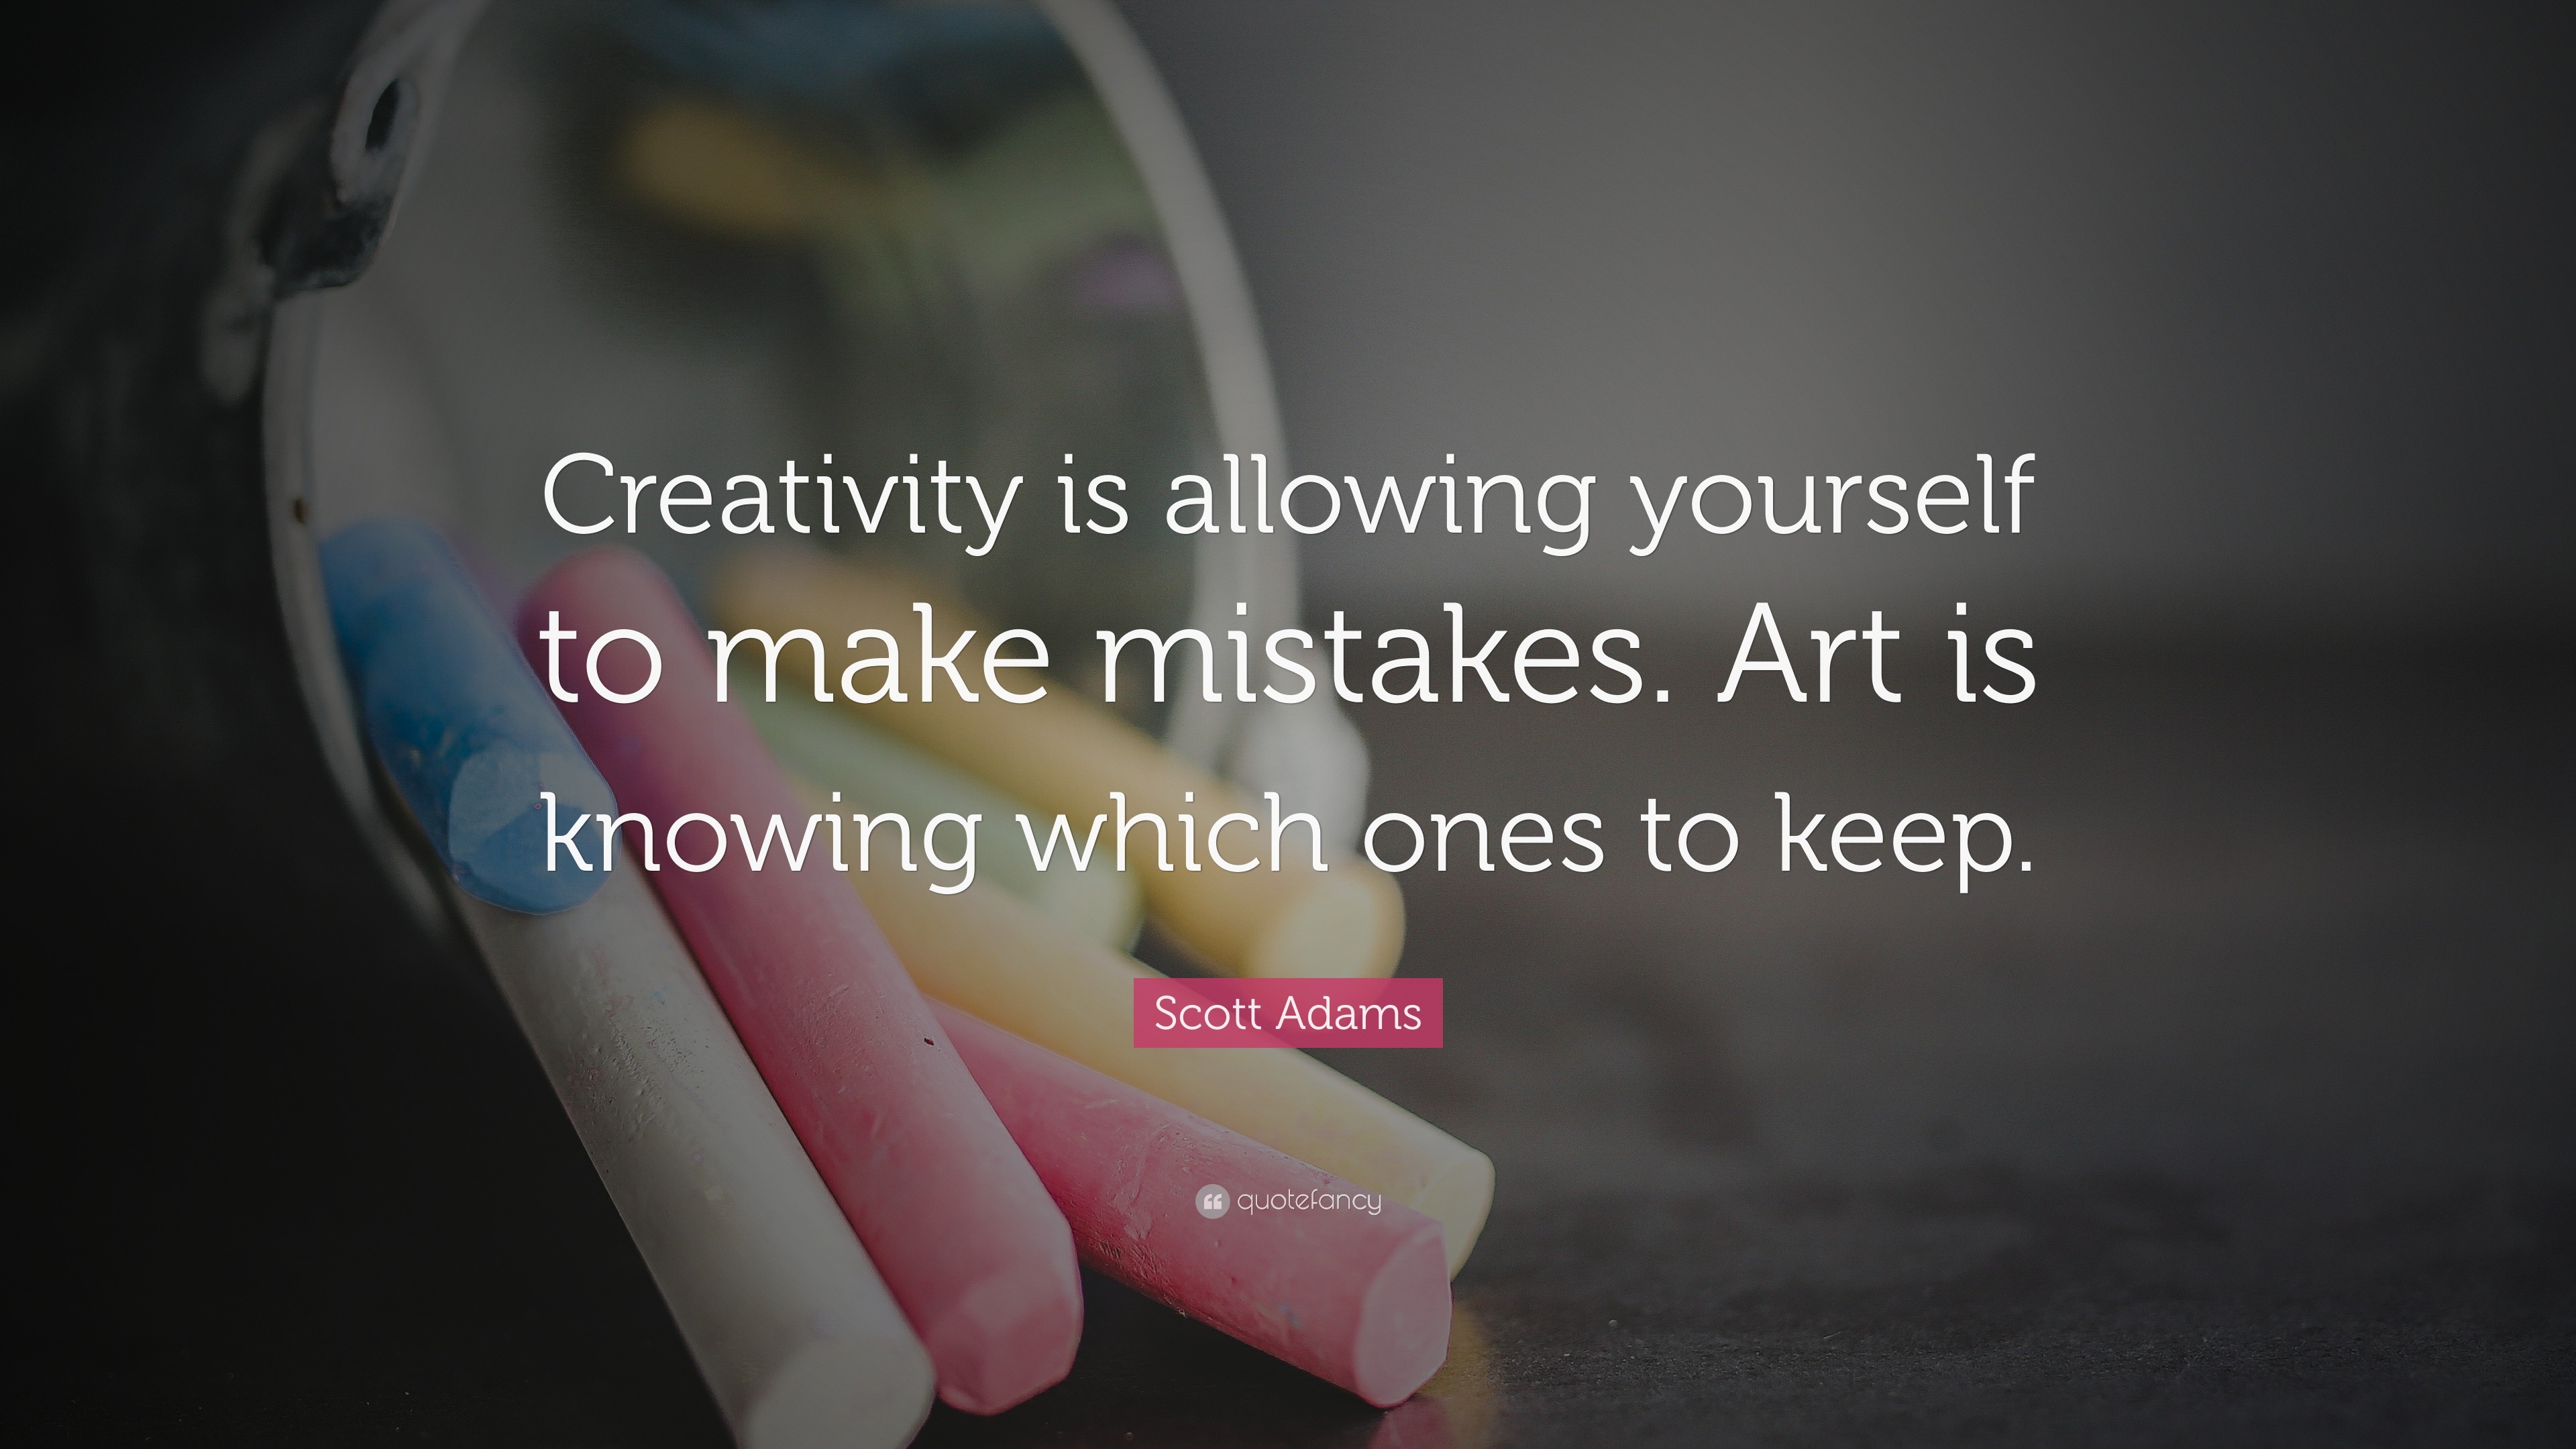 Creativity is allowing yourself
to make mistakes. Art is
knowing which ones to keep.
Scott Adams
quotefancy